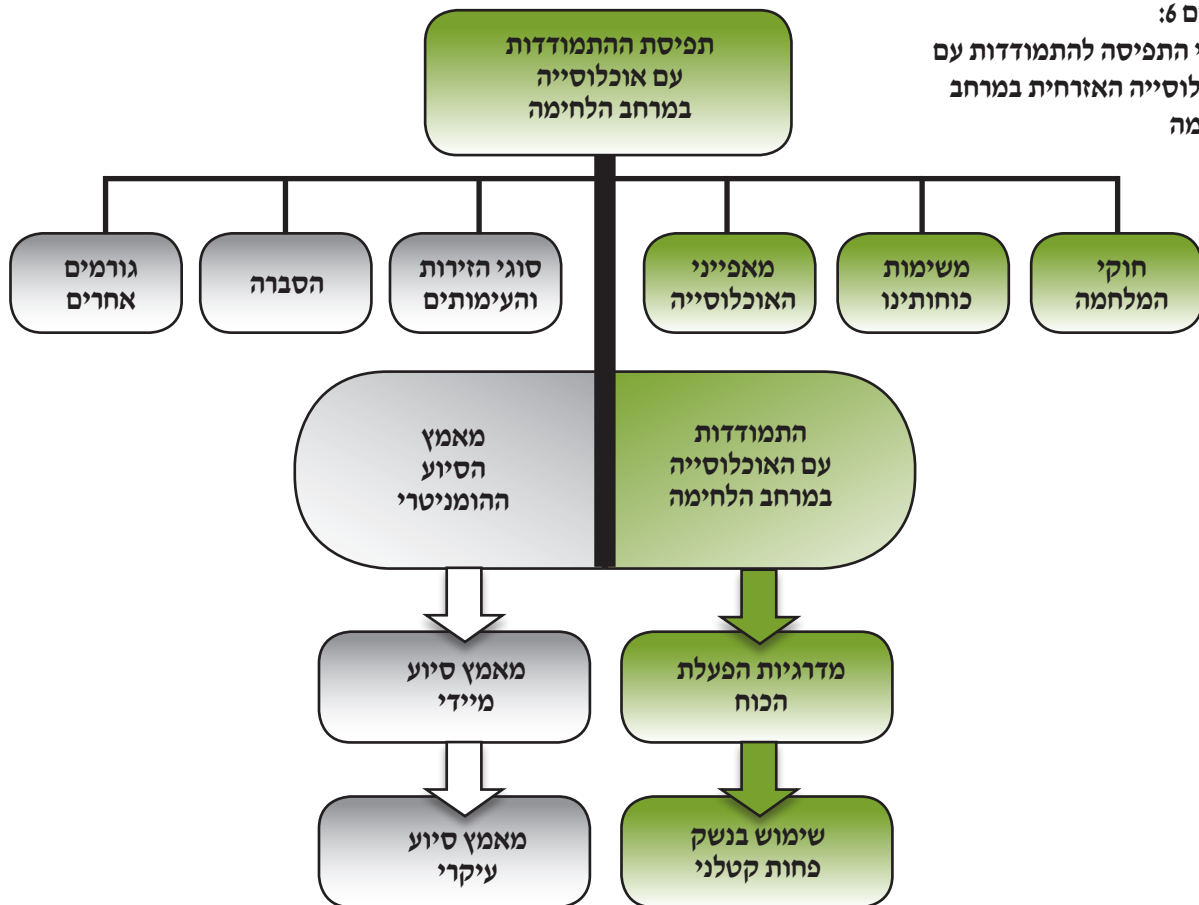 ם 6:
י התפיסה להתמודדות עם
לוסייה האזרחית במרחב
מה
תפיסת ההתמודדות
עם אוכלוסייה
במרחב הלחימה
חוקי
המלחמה
משימות
כוחותינו
מאפייני
האוכלוסייה
סוגי הזירות
והעימותים
הסברה
גורמים
אחרים
התמודדות
עם האוכלוסייה
במרחב הלחימה
מאמץ
הסיוע
ההומניטרי
מדרגיות הפעלת
הכוח
מאמץ סיוע
מיידי
שימוש בנשק
פחות קטלני
מאמץ סיוע
עיקרי